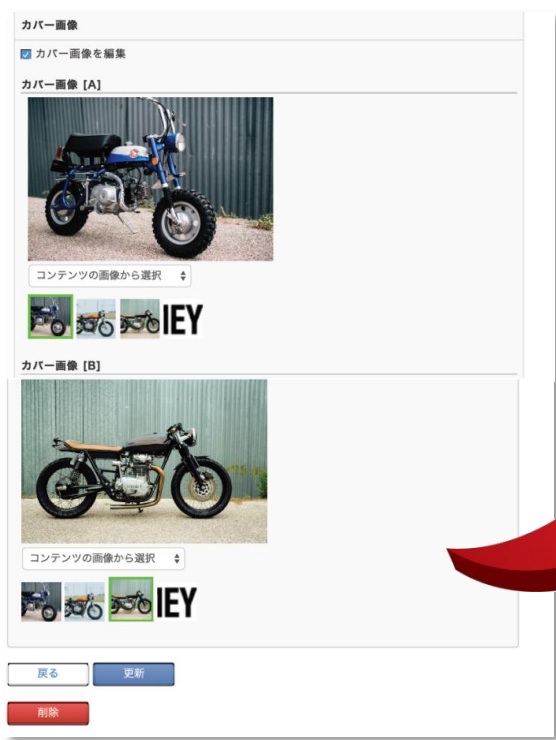 カバー画像
カバー画像を編集
カバー画像 [A]
コンテンツの画像から選択
IEY
カバー画像 [B]
コンテンツの画像から選択
IEY
戻る
更新
削除